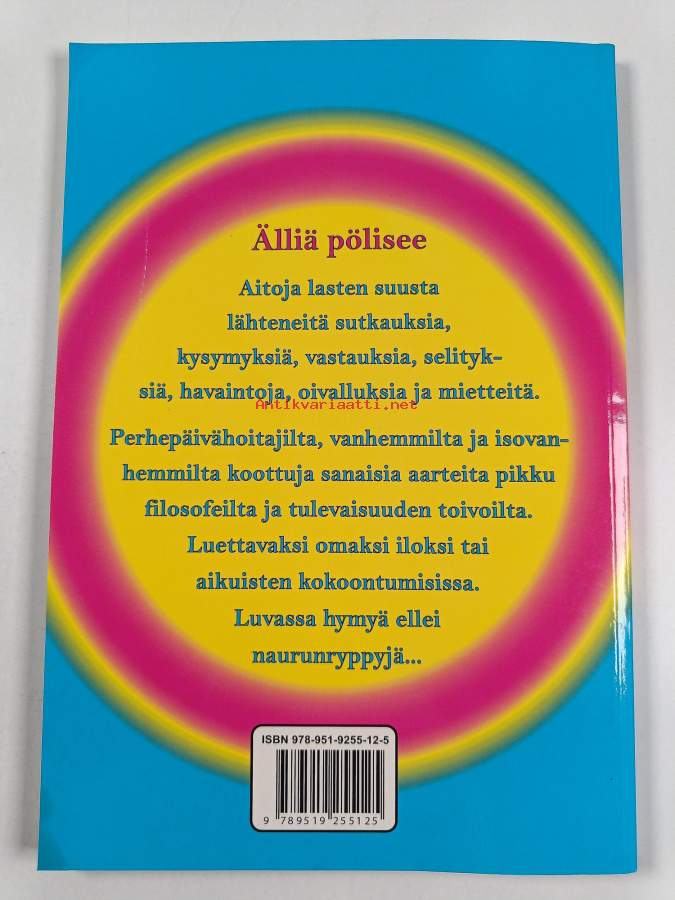 Älliä pölisee
Aitoja lasten suusta
lähteneitä sutkauksia,
kysymyksiä, vastauksia, selityk-
siä, havaintoja, oivalluksia ja mietteitä.
Antikvariaatti.net
Perhepäivähoitajilta, vanhemmilta ja isovan-
hemmilta koottuja sanaisia aarteita pikku
filosofeilta ja tulevaisuuden toivoilta.
Luettavaksi omaksi iloksi tai
aikuisten kokoontumisissa.
Luvassa hymyä ellei
naurunryppyjä...
ISBN 978-951-9255-12-5
9 789519 255125